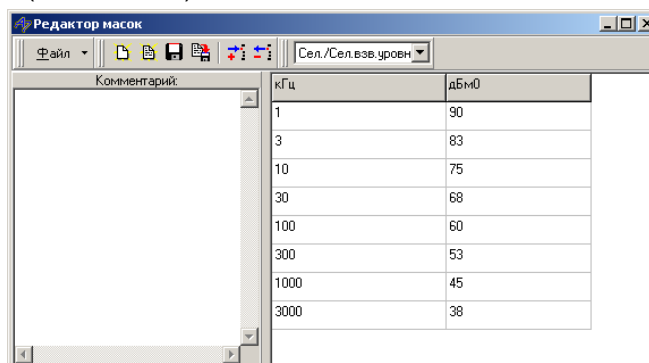 Редактор масок
Файл
Сел./Сел.взв.уровн
Комментарий:
кГц дБм0
1 90
3 83
10 75
30 68
100 60
300 53
1000 45
3000 38